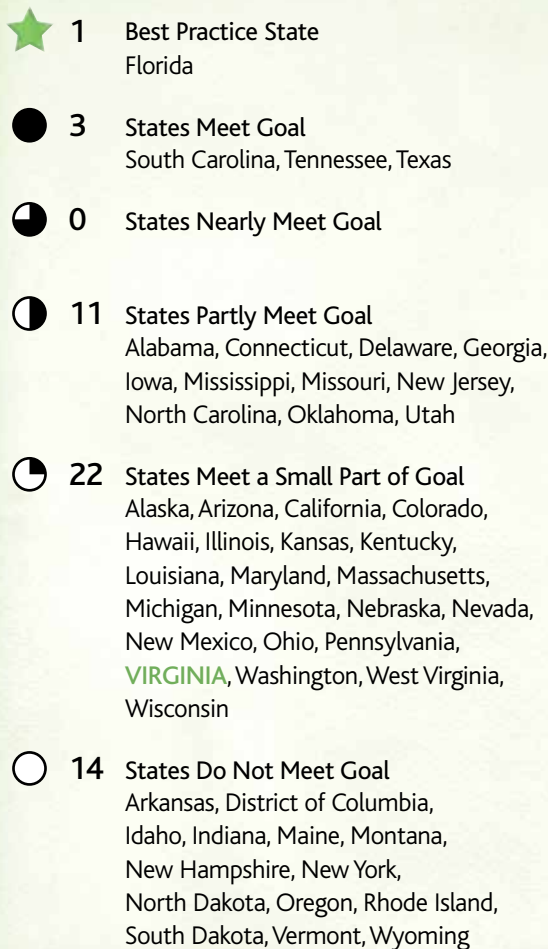 1 Best Practice State
Florida
3 States Meet Goal
South Carolina, Tennessee, Texas
0 States Nearly Meet Goal
11 States Partly Meet Goal
Alabama, Connecticut, Delaware, Georgia,
Iowa, Mississippi, Missouri, New Jersey,
North Carolina, Oklahoma, Utah
22 States Meet a Small Part of Goal
Alaska, Arizona, California, Colorado,
Hawaii, Illinois, Kansas, Kentucky,
Louisiana, Maryland, Massachusetts,
Michigan, Minnesota, Nebraska, Nevada,
New Mexico, Ohio, Pennsylvania,
VIRGINIA, Washington, West Virginia,
Wisconsin
14 States Do Not Meet Goal
Arkansas, District of Columbia,
Idaho, Indiana, Maine, Montana,
New Hampshire, New York,
North Dakota, Oregon, Rhode Island,
South Dakota, Vermont, Wyoming